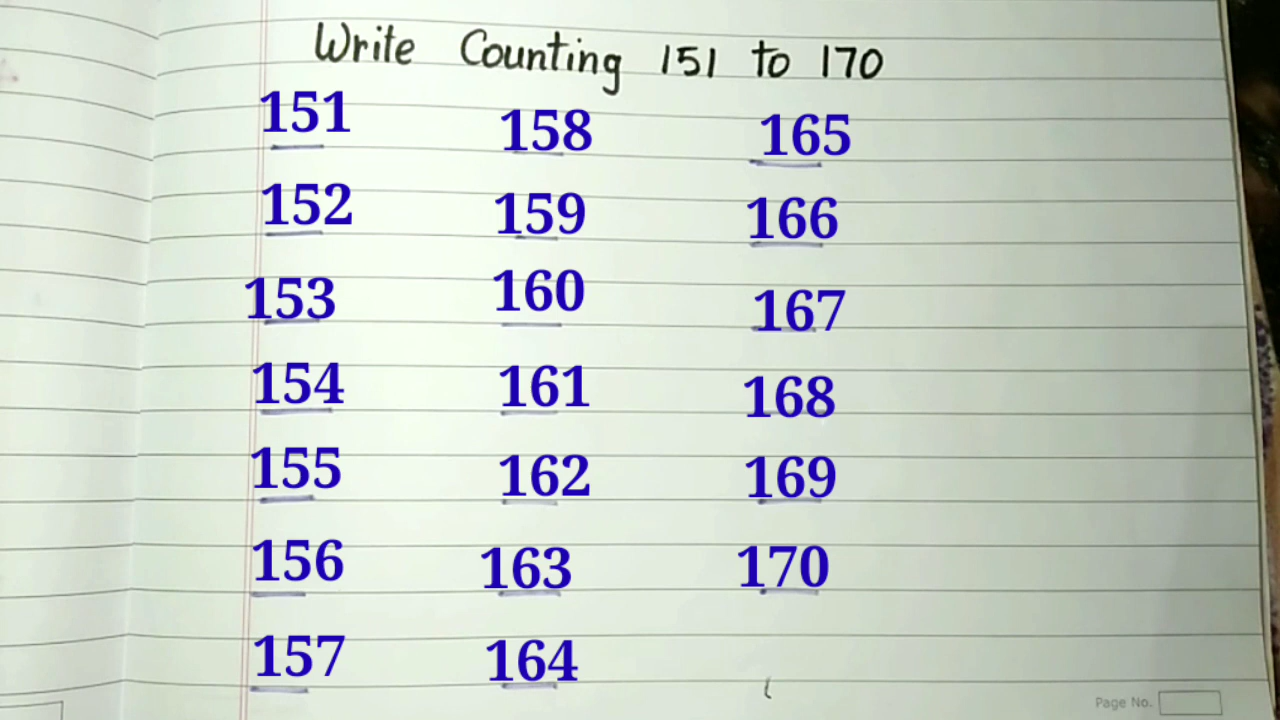 Write Counting 151 to 170
151 158 165
152 159 166
153 160 167
154 161 168
155 162 169
156 163 170
157 164
Page No.